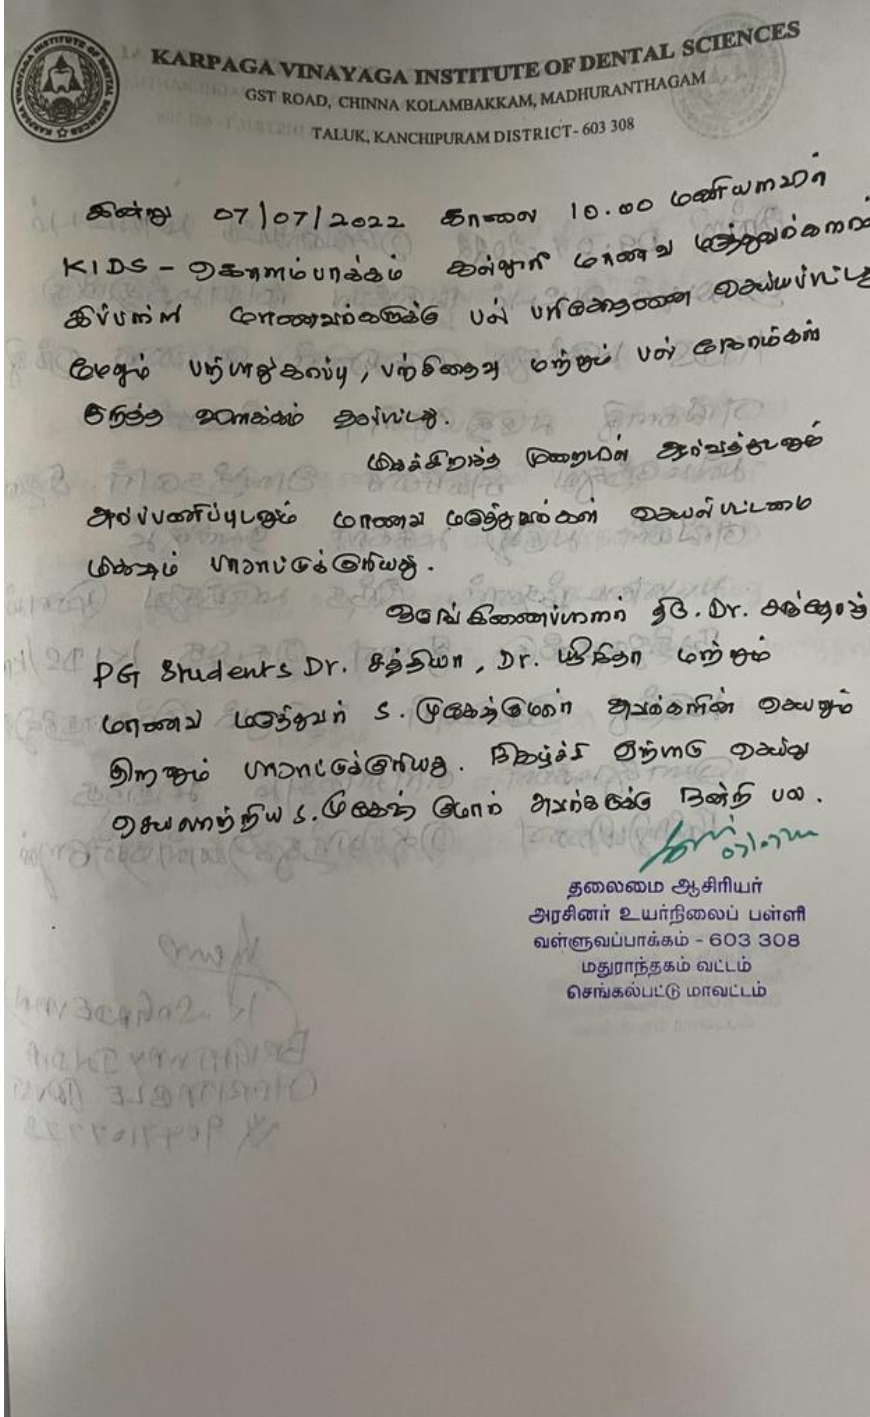 KARPAGA VINAYAGA INSTITUTE OF DENTAL SCIENCES
GST ROAD, CHINNA KOLAMBAKKAM, MADHURANTHAGAM
TALUK, KANCHIPURAM DISTRICT- 603 308
இன்று 07/07/2022 காலை 10.00 மணியளவில்
KIDS - கொளம்பாக்கம் கல்லூரி மாணவ மருத்துவர்களால்
இப்பள்ளி மாணவர்களுக்கு பல் பரிசோதனை செய்யப்பட்டது
மேலும் பற்பாதுகாப்பு, பற்சிதைவு மற்றும் பல் நோய்கள்
குறித்த விளக்கம் தரப்பட்டது.
மிகச்சிறந்த முறையில் ஆர்வத்துடனும்
அர்ப்பணிப்புடனும் மாணவ மருத்துவர்கள் செயல்பட்டமை
மிகவும் பாராட்டுக்குரியது.
திரு. Dr. சந்தோஷ்
PG Students Dr. சத்தியா, Dr. மற்றும்
மாணவ மருத்துவர் S. முகேஷ்குமார் அவர்களின் செயலும்
திறனும் பாராட்டுக்குரியது. நிகழ்ச்சி ஏற்பாடு செய்து
செயலாற்றிய S. முகேஷ் குமார் அவர்களுக்கு நன்றி பல.
தலைமை ஆசிரியர்
அரசினர் உயர்நிலைப் பள்ளி
வள்ளுவப்பாக்கம் - 603 308
மதுராந்தகம் வட்டம்
செங்கல்பட்டு மாவட்டம்